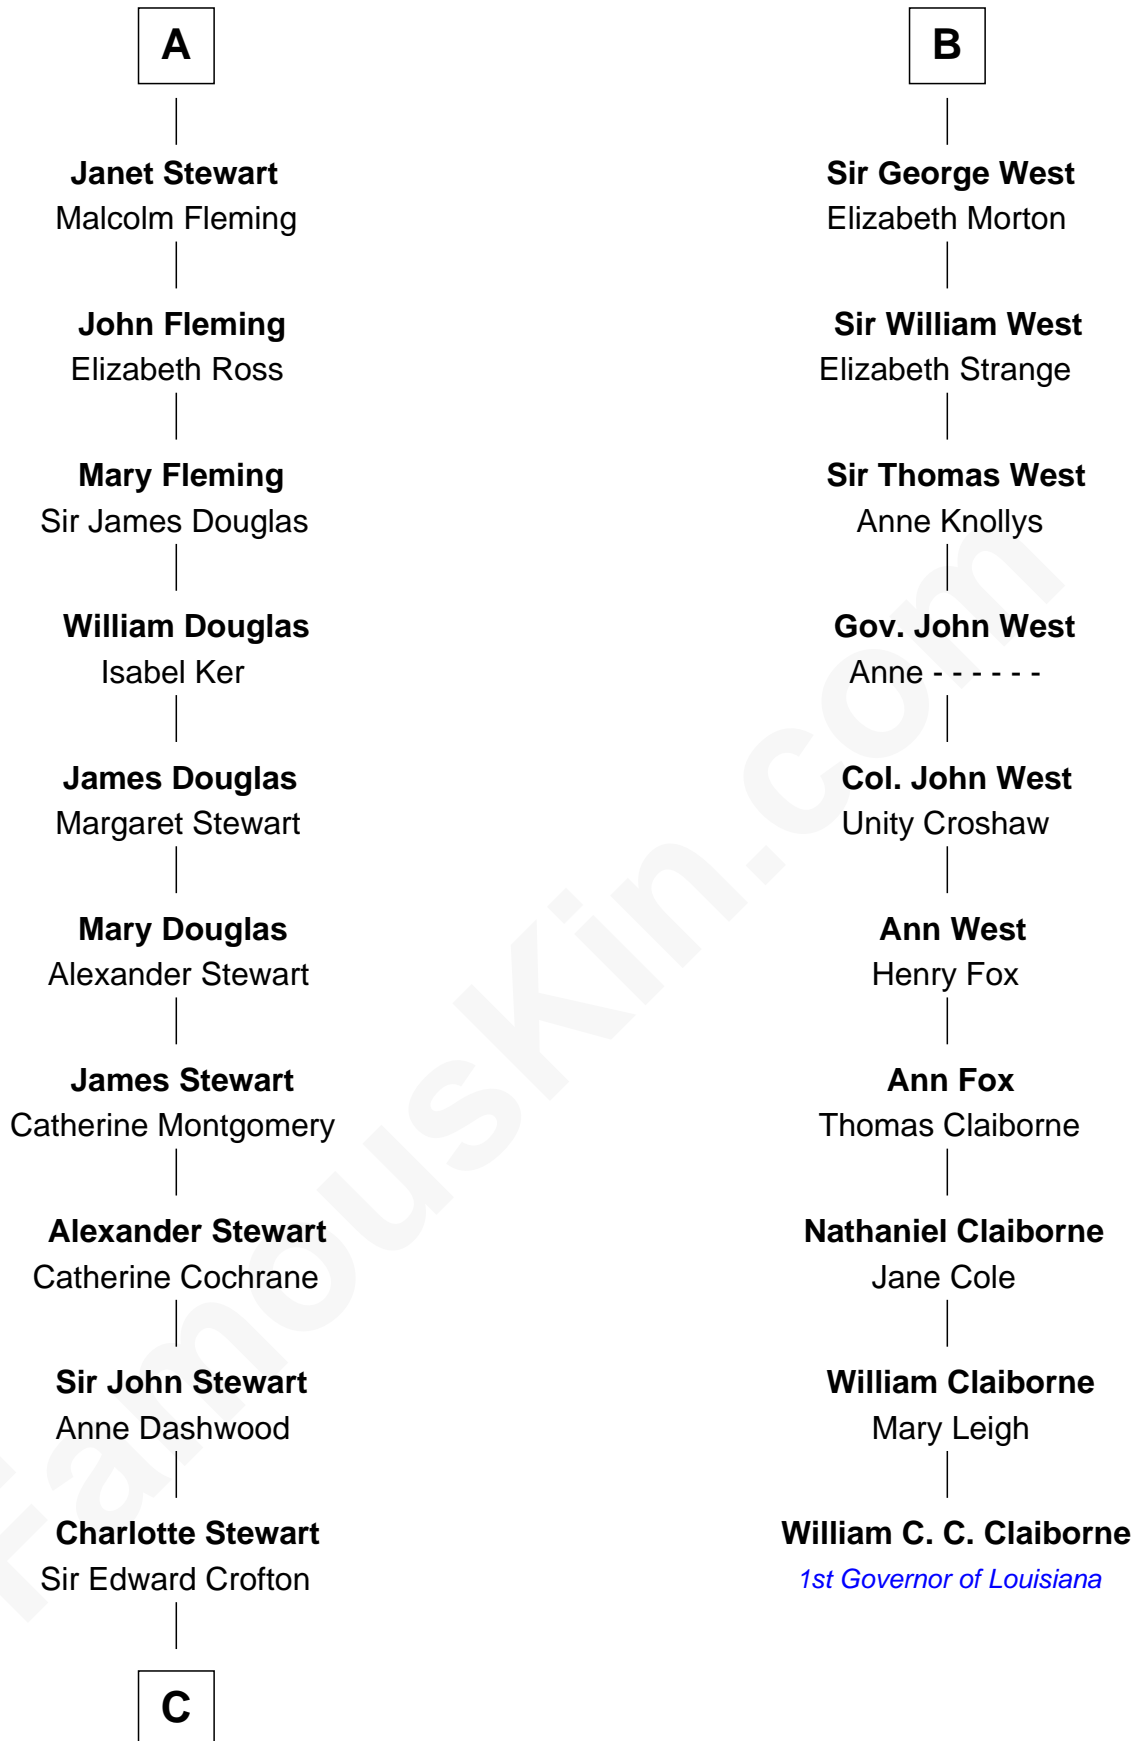 A
Janet Stewart
Malcolm Fleming
John Fleming
Elizabeth Ross
Mary Fleming
Sir James Douglas
William Douglas
Isabel Ker
James Douglas
Margaret Stewart
Mary Douglas
Alexander Stewart
James Stewart
Catherine Montgomery
Alexander Stewart
Catherine Cochrane
Sir John Stewart
Anne Dashwood
Charlotte Stewart
Sir Edward Crofton
C
B
Sir George West
Elizabeth Morton
Sir William West
Elizabeth Strange
Sir Thomas West
Anne Knollys
Gov. John West
Anne - - - - - -
Col. John West
Unity Croshaw
Ann West
Henry Fox
Ann Fox
Thomas Claiborne
Nathaniel Claiborne
Jane Cole
William Claiborne
Mary Leigh
William C. C. Claiborne
1st Governor of Louisiana
FamousKin.com